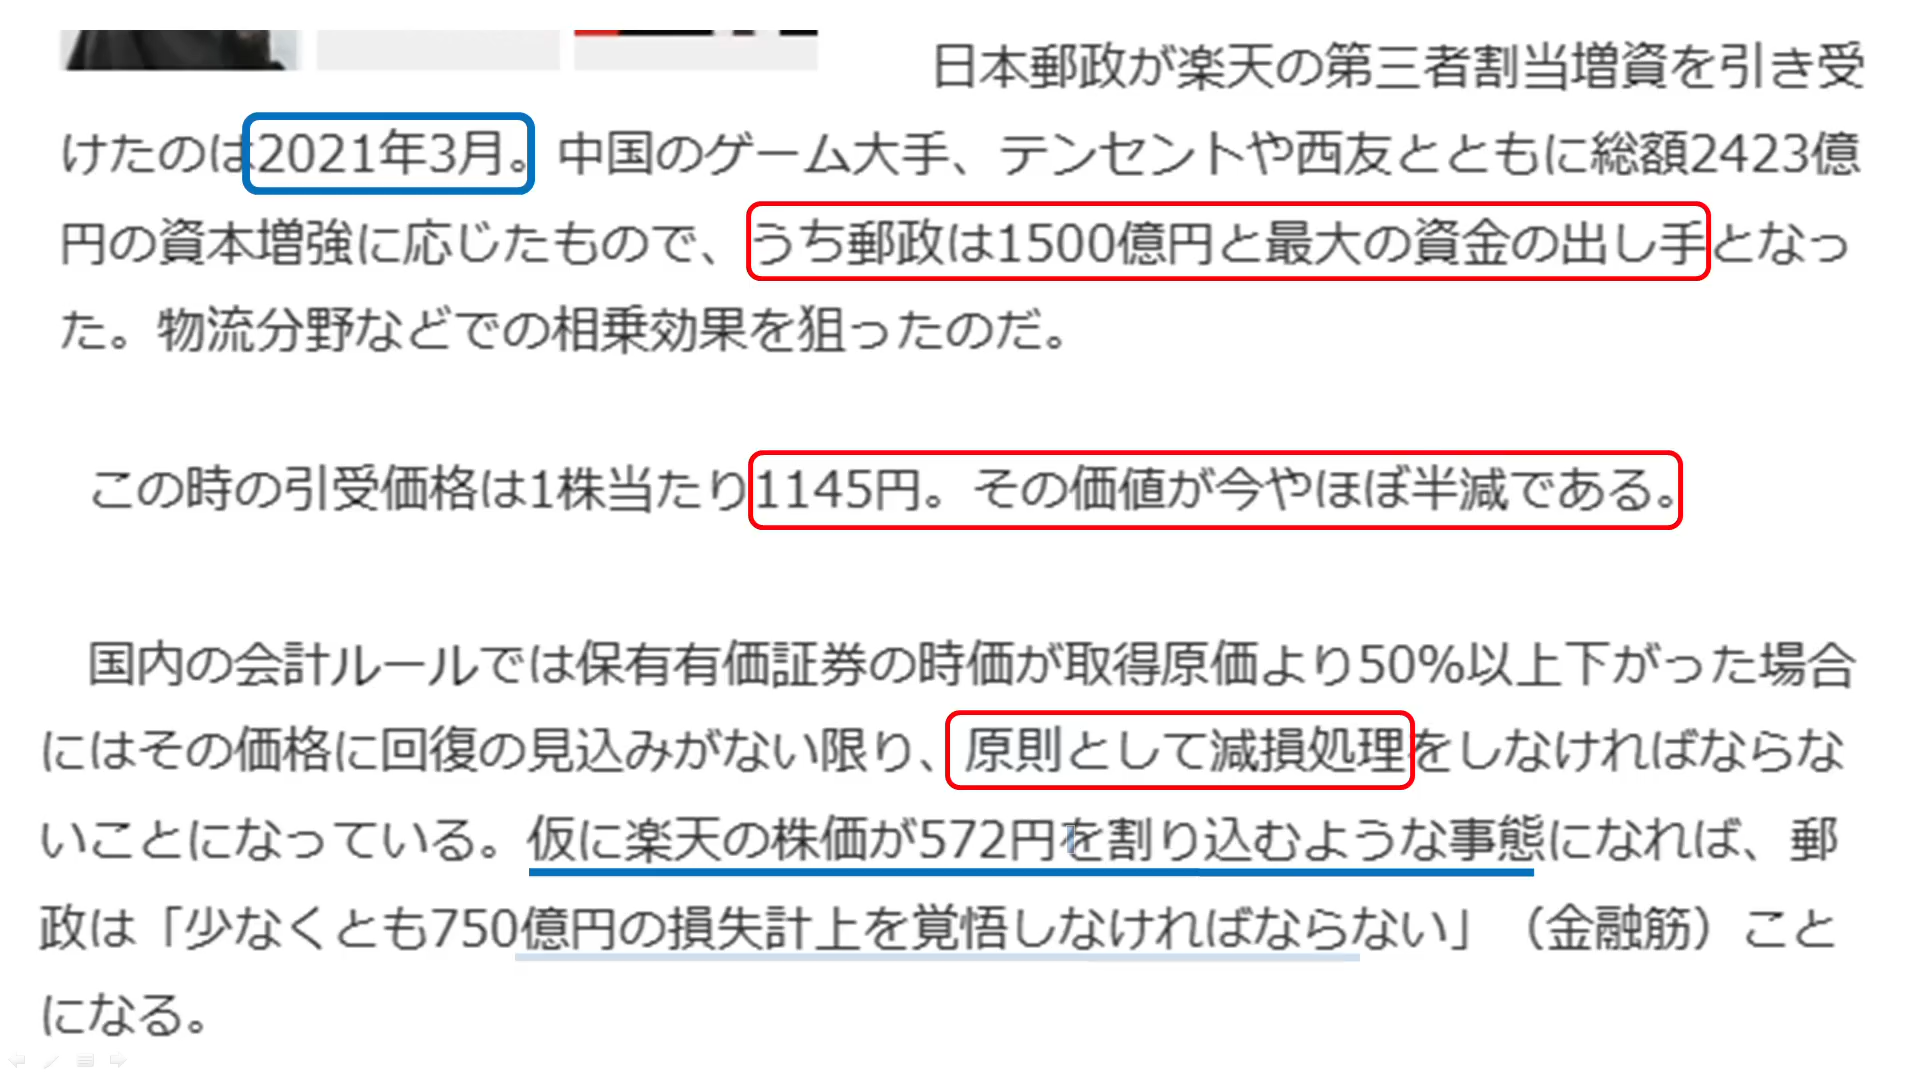 日本郵政が楽天の第三者割当増資を引き受
けたのは2021年3月。中国のゲーム大手、テンセントや西友とともに総額2423億
円の資本増強に応じたもので、うち郵政は1500億円と最大の資金の出し手となっ
た。物流分野などでの相乗効果を狙ったのだ。
この時の引受価格は1株当たり1145円。その価値が今やほぼ半減である。
国内の会計ルールでは保有有価証券の時価が取得原価より50%以上下がった場合
にはその価格に回復の見込みがない限り、原則として減損処理をしなければならな
いことになっている。仮に楽天の株価が572円を割り込むような事態になれば、郵
政は「少なくとも750億円の損失計上を覚悟しなければならない」（金融筋）こと
になる。